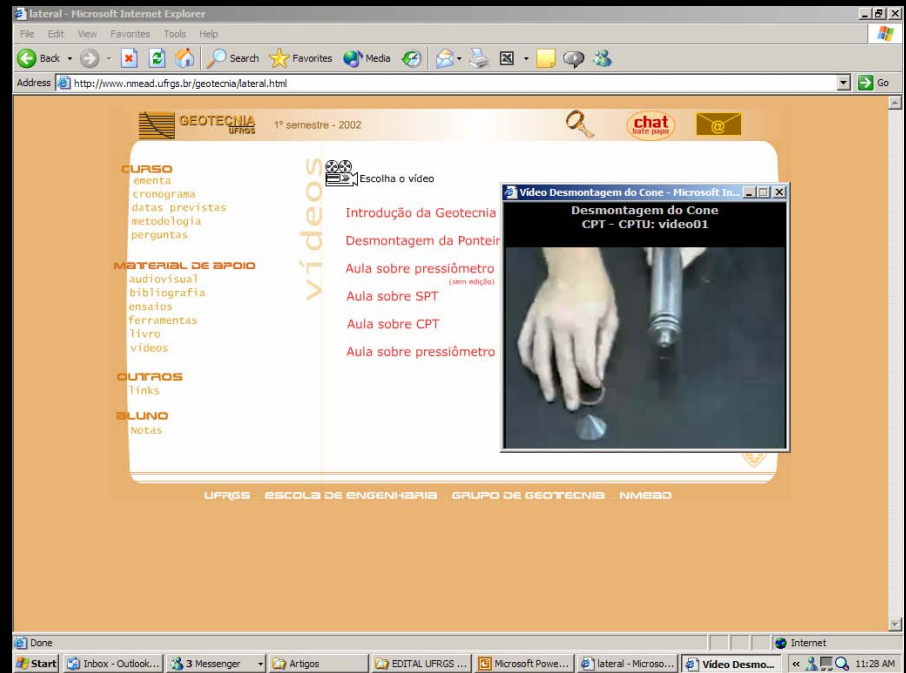 lateral - Microsoft Internet Explorer
File Edit View Favorites Tools Help
Back Search Favorites Media
Address http://www.nmead.ufrgs.br/geotecnia/lateral.html Go
GEOTECNIA
UFRGS
1º semestre - 2002
chat
bate papo
@
CURSO
ementa
cronograma
datas previstas
metodologia
perguntas
MATERIAL DE APOIO
audiovisual
bibliografia
ensaios
ferramentas
livro
vídeos
OUTROS
links
ALUNO
Notas
vídeos
Escolha o vídeo
Introdução da Geotecnia
Desmontagem da Ponteir
Aula sobre pressiômetro
(sem edição)
Aula sobre SPT
Aula sobre CPT
Aula sobre pressiômetro
Vídeo Desmontagem do Cone - Microsoft In...
Desmontagem do Cone
CPT - CPTU: video01
UFRGS ESCOLA DE ENGENHARIA GRUPO DE GEOTECNIA NMEAD
Done Internet
Start Inbox - Outlook... 3 Messenger Artigos EDITAL UFRGS ... Microsoft Powe... lateral - Microso... Vídeo Desmo... 11:28 AM